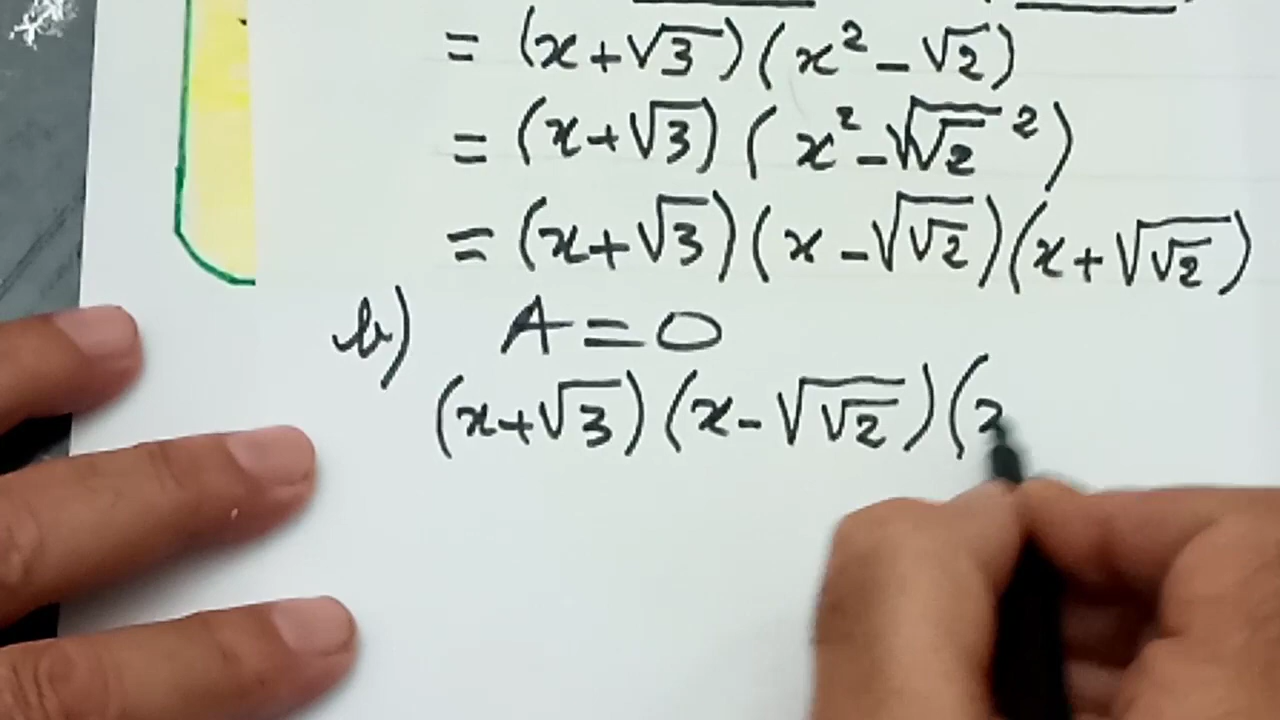 = (x+√3)(x² - √2)
= (x+√3)(x² - √√2 ²)
= (x+√3)(x - √√2)(x + √√2)
b) A = 0
(x+√3)(x - √√2)(x